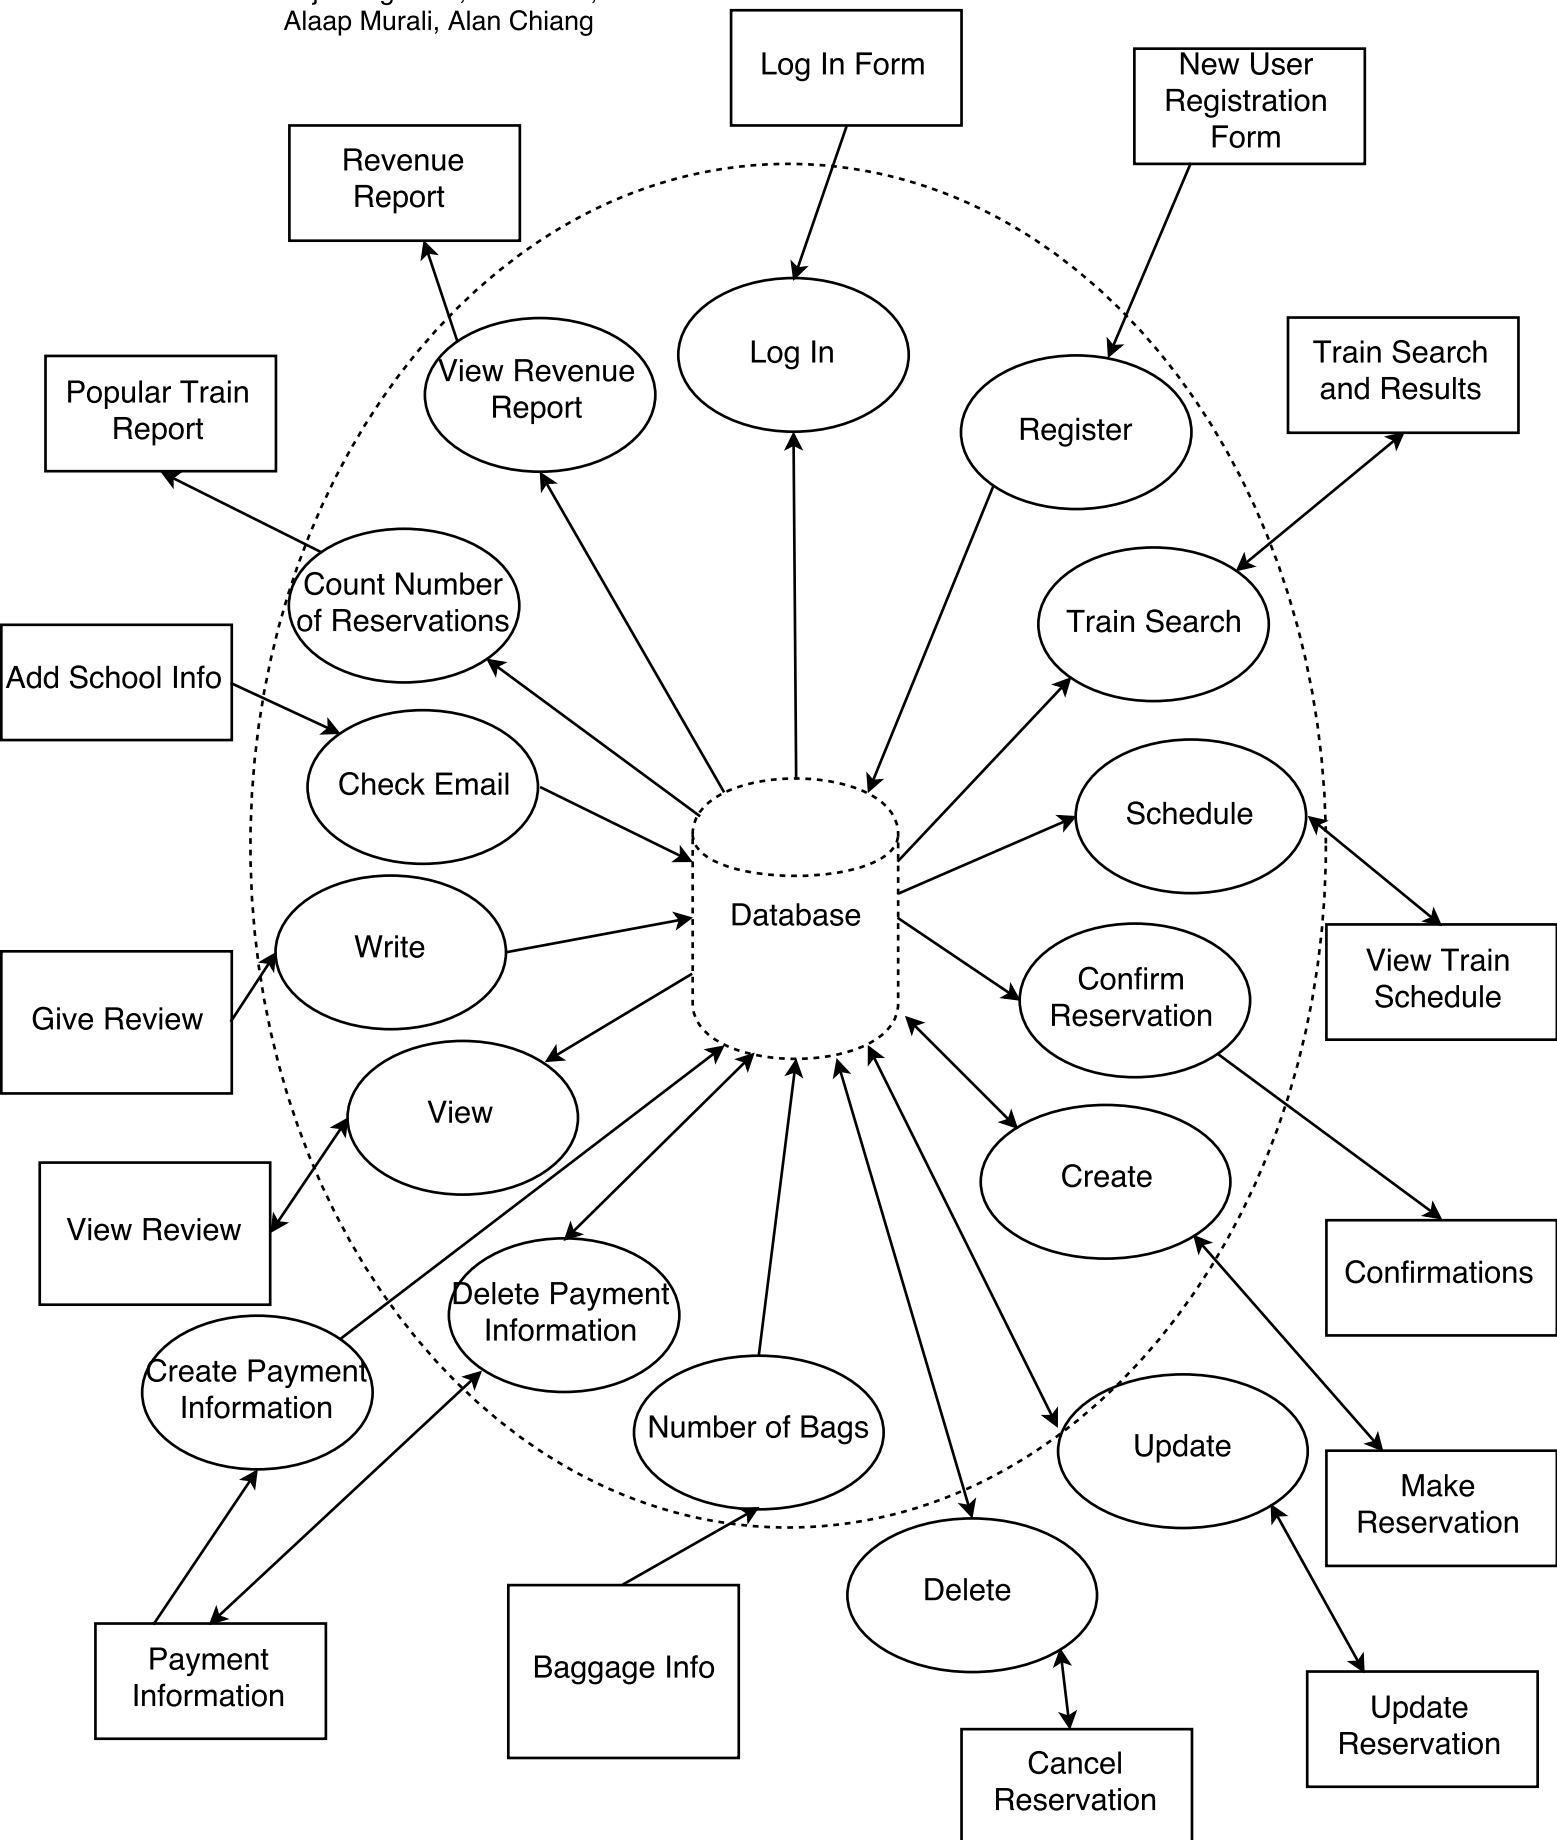 Alaap Murali, Alan Chiang
Log In Form
New User
Registration
Form
Revenue
Report
Log In
View Revenue
Report
Register
Train Search
and Results
Popular Train
Report
Count Number
of Reservations
Train Search
Add School Info
Check Email
Schedule
Database
Write
View Train
Schedule
Confirm
Reservation
Give Review
View
Create
View Review
Confirmations
Delete Payment
Information
Create Payment
Information
Number of Bags
Update
Make
Reservation
Delete
Payment
Information
Baggage Info
Update
Reservation
Cancel
Reservation